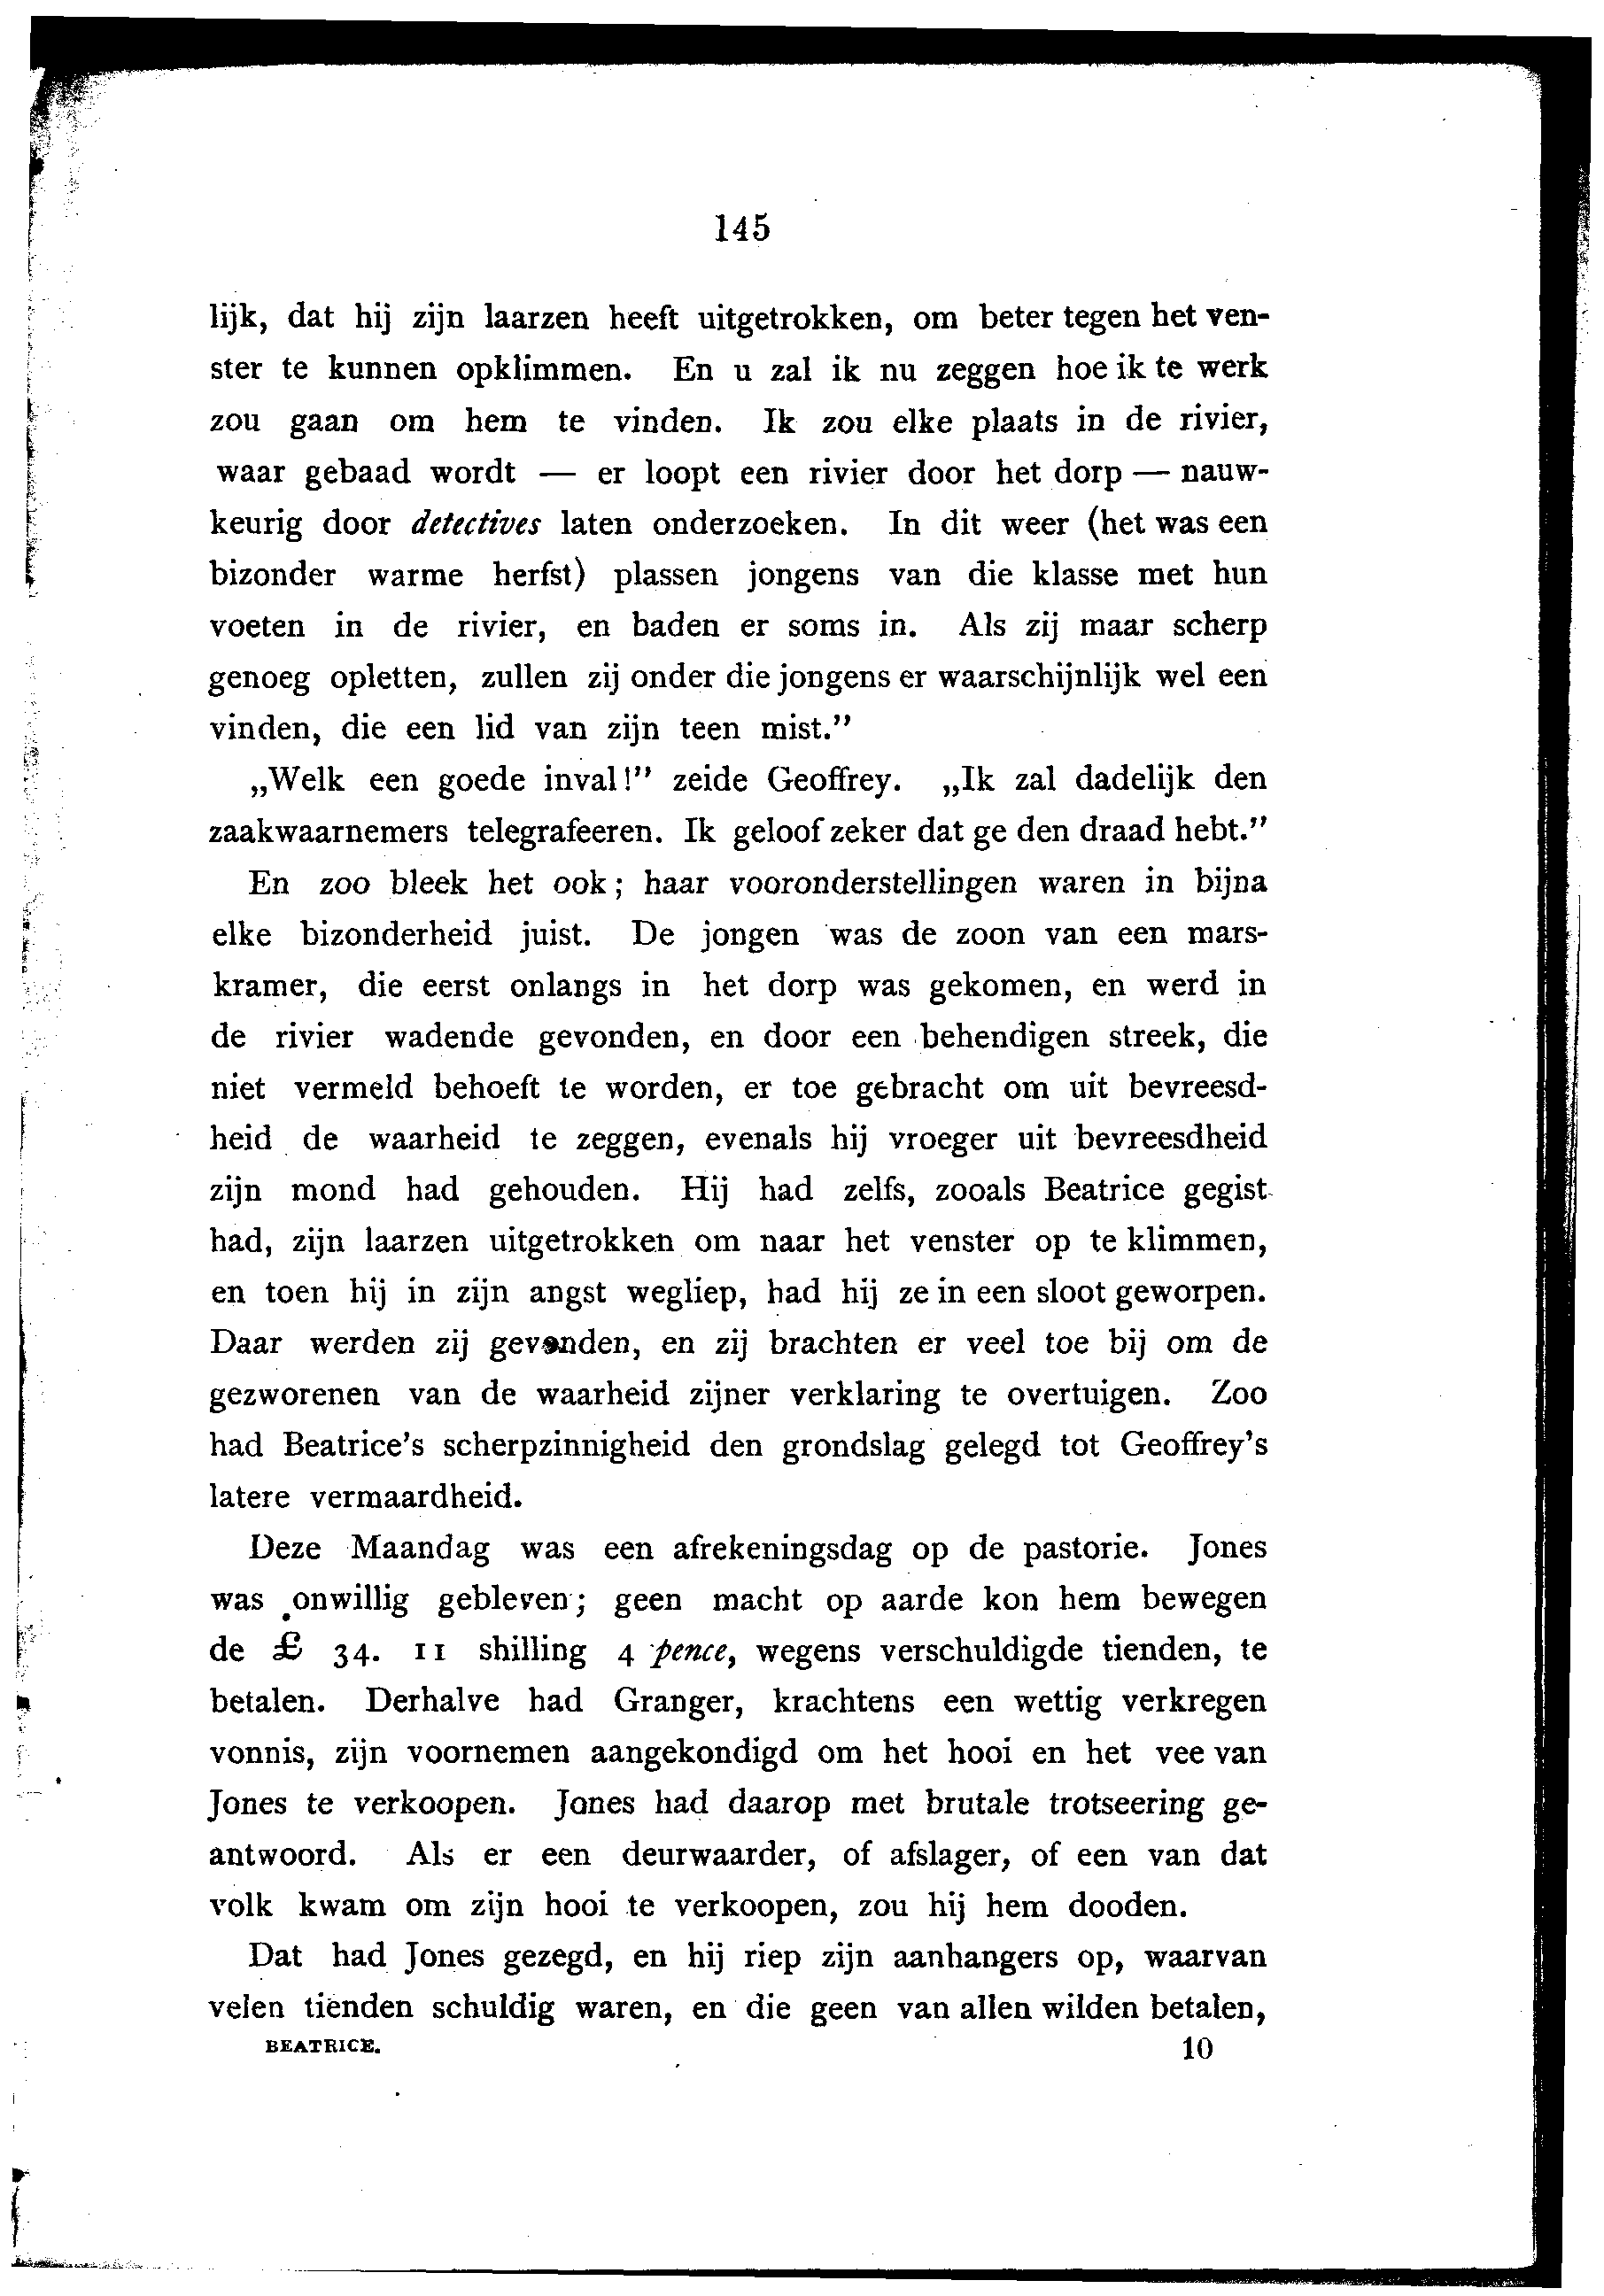 145
lijk, dat hij zijn laarzen heeft uitgetrokken, om beter tegen het ven-
ster te kunnen opklimmen. En u zal ik nu zeggen hoe ik te werk
zou gaan om hem te vinden. Ik zou elke plaats in de rivier,
waar gebaad wordt — er loopt een rivier door het dorp — nauw-
keurig door detectives laten onderzoeken. In dit weer (het was een
bizonder warme herfst) plassen jongens van die klasse met hun
voeten in de rivier, en baden er soms in. Als zij maar scherp
genoeg opletten, zullen zij onder die jongens er waarschijnlijk wel een
vinden, die een lid van zijn teen mist.”
„Welk een goede inval!” zeide Geoffrey. „Ik zal dadelijk den
zaakwaarnemers telegrafeeren. Ik geloof zeker dat ge den draad hebt.”
En zoo bleek het ook; haar vooronderstellingen waren in bijna
elke bizonderheid juist. De jongen was de zoon van een mars-
kramer, die eerst onlangs in het dorp was gekomen, en werd in
de rivier wadende gevonden, en door een behendigen streek, die
niet vermeld behoeft te worden, er toe gebracht om uit bevreesd-
heid de waarheid te zeggen, evenals hij vroeger uit bevreesdheid
zijn mond had gehouden. Hij had zelfs, zooals Beatrice gegist
had, zijn laarzen uitgetrokken om naar het venster op te klimmen,
en toen hij in zijn angst wegliep, had hij ze in een sloot geworpen.
Daar werden zij gevonden, en zij brachten er veel toe bij om de
gezworenen van de waarheid zijner verklaring te overtuigen. Zoo
had Beatrice's scherpzinnigheid den grondslag gelegd tot Geoffrey's
latere vermaardheid.
Deze Maandag was een afrekeningsdag op de pastorie. Jones
was onwillig gebleven; geen macht op aarde kon hem bewegen
de £ 34. 11 shilling 4 pence, wegens verschuldigde tienden, te
betalen. Derhalve had Granger, krachtens een wettig verkregen
vonnis, zijn voornemen aangekondigd om het hooi en het vee van
Jones te verkoopen. Jones had daarop met brutale trotseering ge-
antwoord. Als er een deurwaarder, of afslager, of een van dat
volk kwam om zijn hooi te verkoopen, zou hij hem dooden.
Dat had Jones gezegd, en hij riep zijn aanhangers op, waarvan
velen tienden schuldig waren, en die geen van allen wilden betalen,
BEATRICE. 10